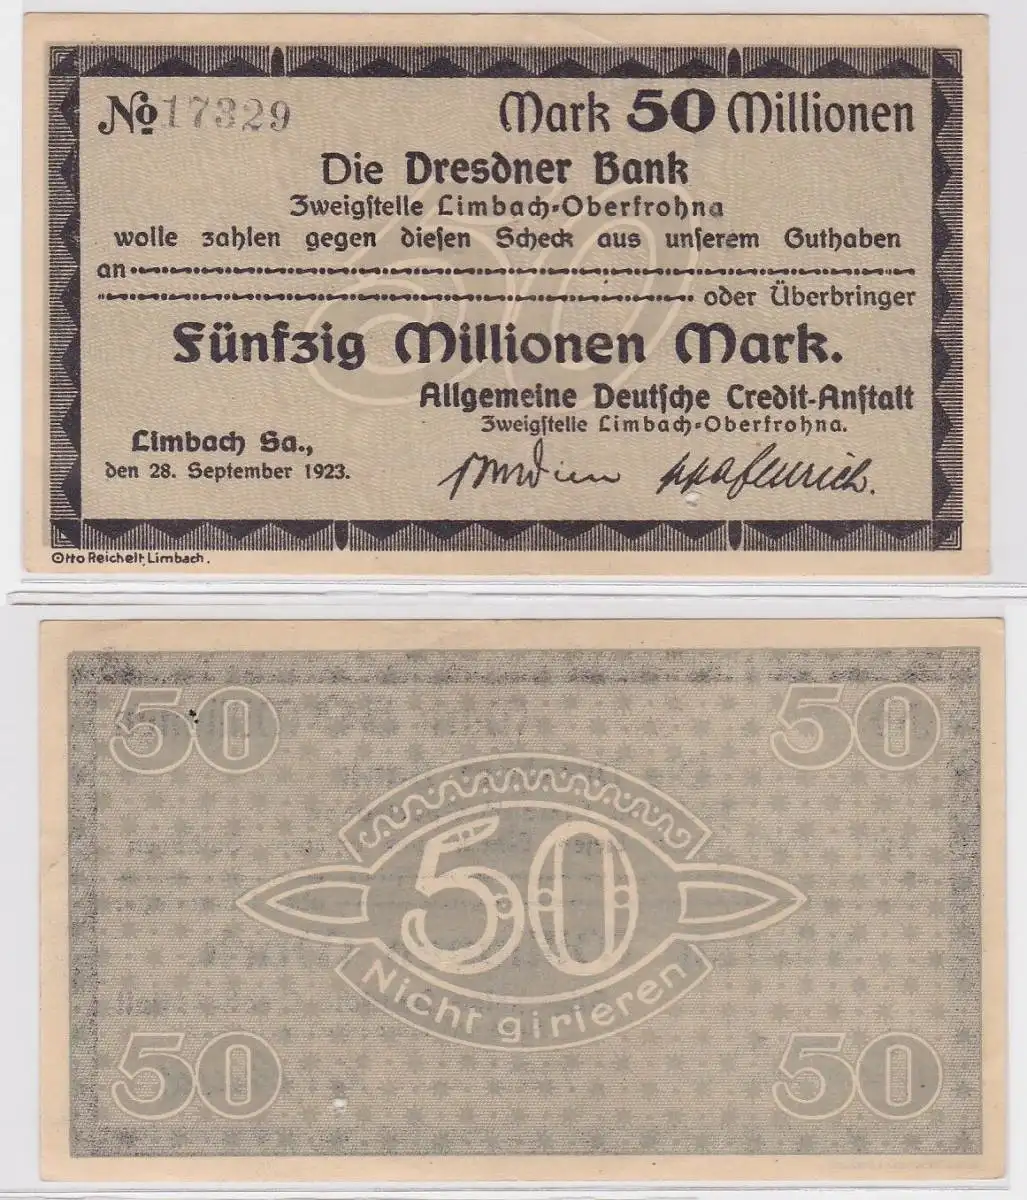 No 17329 Mark 50 Millionen
Die Dresdner Bank
Zweigſtelle Limbach-Oberfrohna
wolle zahlen gegen dieſen Scheck aus unſerem Guthaben
an
oder Überbringer
Fünfzig Millionen Mark.
Allgemeine Deutſche Credit-Anſtalt
Zweigſtelle Limbach-Oberfrohna.
Limbach Sa.,
den 28. September 1923.
Otto Reichelt, Limbach.
50 50
50
Nicht girieren
50 50